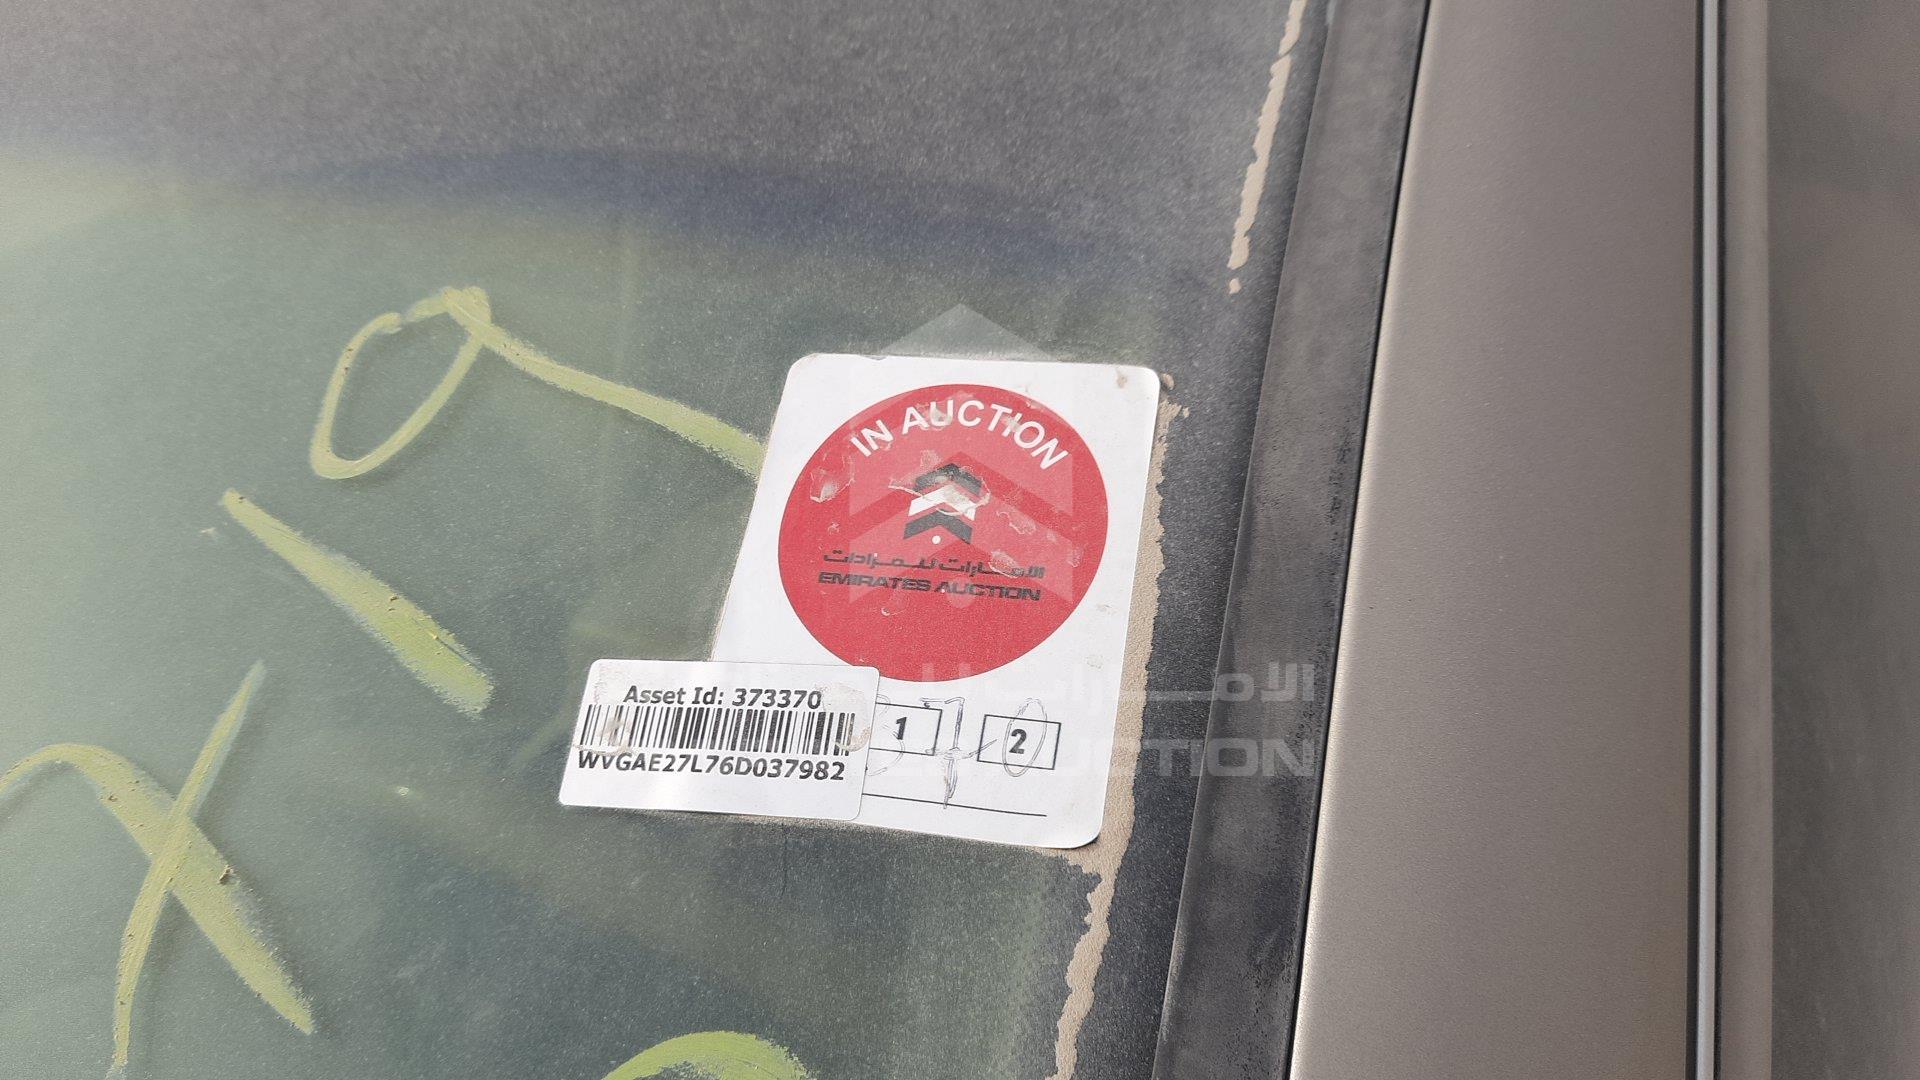 IN AUCTION
الامارات للمزادات
EMIRATES AUCTION
Asset Id: 373370
WVGAE27L76D037982
1
2